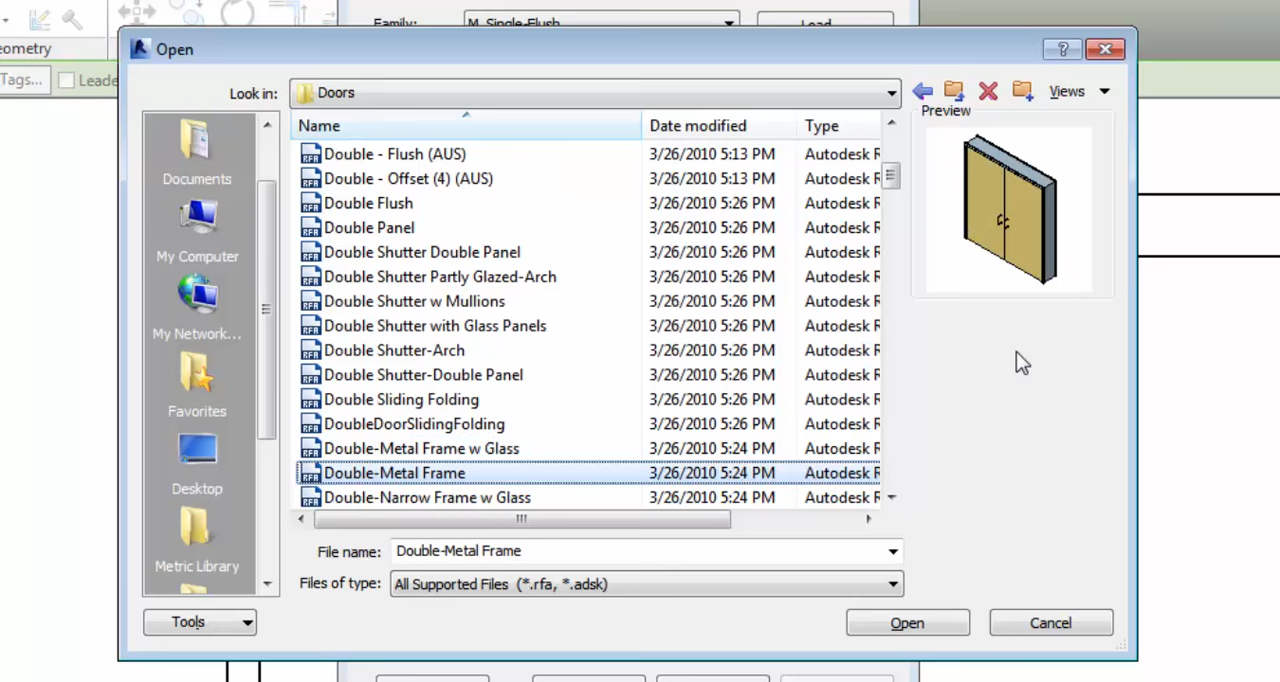 eometry
Family: M_Single-Flush Load...
Tags... Leade
Open
Look in: Doors Views
Preview
Name Date modified Type
Double - Flush (AUS) 3/26/2010 5:13 PM Autodesk R
Double - Offset (4) (AUS) 3/26/2010 5:13 PM Autodesk R
Double Flush 3/26/2010 5:26 PM Autodesk R
Double Panel 3/26/2010 5:26 PM Autodesk R
Double Shutter Double Panel 3/26/2010 5:26 PM Autodesk R
Double Shutter Partly Glazed-Arch 3/26/2010 5:26 PM Autodesk R
Double Shutter w Mullions 3/26/2010 5:26 PM Autodesk R
Double Shutter with Glass Panels 3/26/2010 5:26 PM Autodesk R
Double Shutter-Arch 3/26/2010 5:26 PM Autodesk R
Double Shutter-Double Panel 3/26/2010 5:26 PM Autodesk R
Double Sliding Folding 3/26/2010 5:26 PM Autodesk R
DoubleDoorSlidingFolding 3/26/2010 5:26 PM Autodesk R
Double-Metal Frame w Glass 3/26/2010 5:24 PM Autodesk R
Double-Metal Frame 3/26/2010 5:24 PM Autodesk R
Double-Narrow Frame w Glass 3/26/2010 5:24 PM Autodesk R
Documents
My Computer
My Network...
Favorites
Desktop
Metric Library
File name: Double-Metal Frame
Files of type: All Supported Files (*.rfa, *.adsk)
Tools Open Cancel